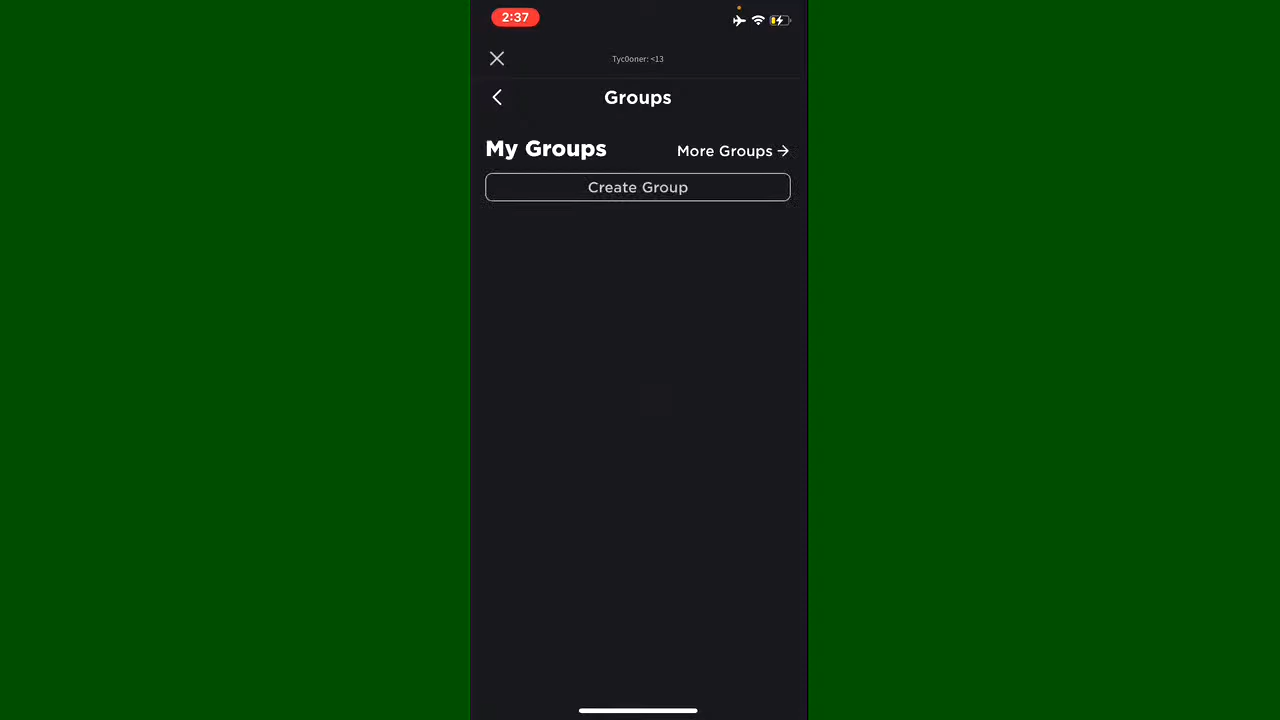 2:37
Tyc0oner: <13
Groups
My Groups
More Groups →
Create Group